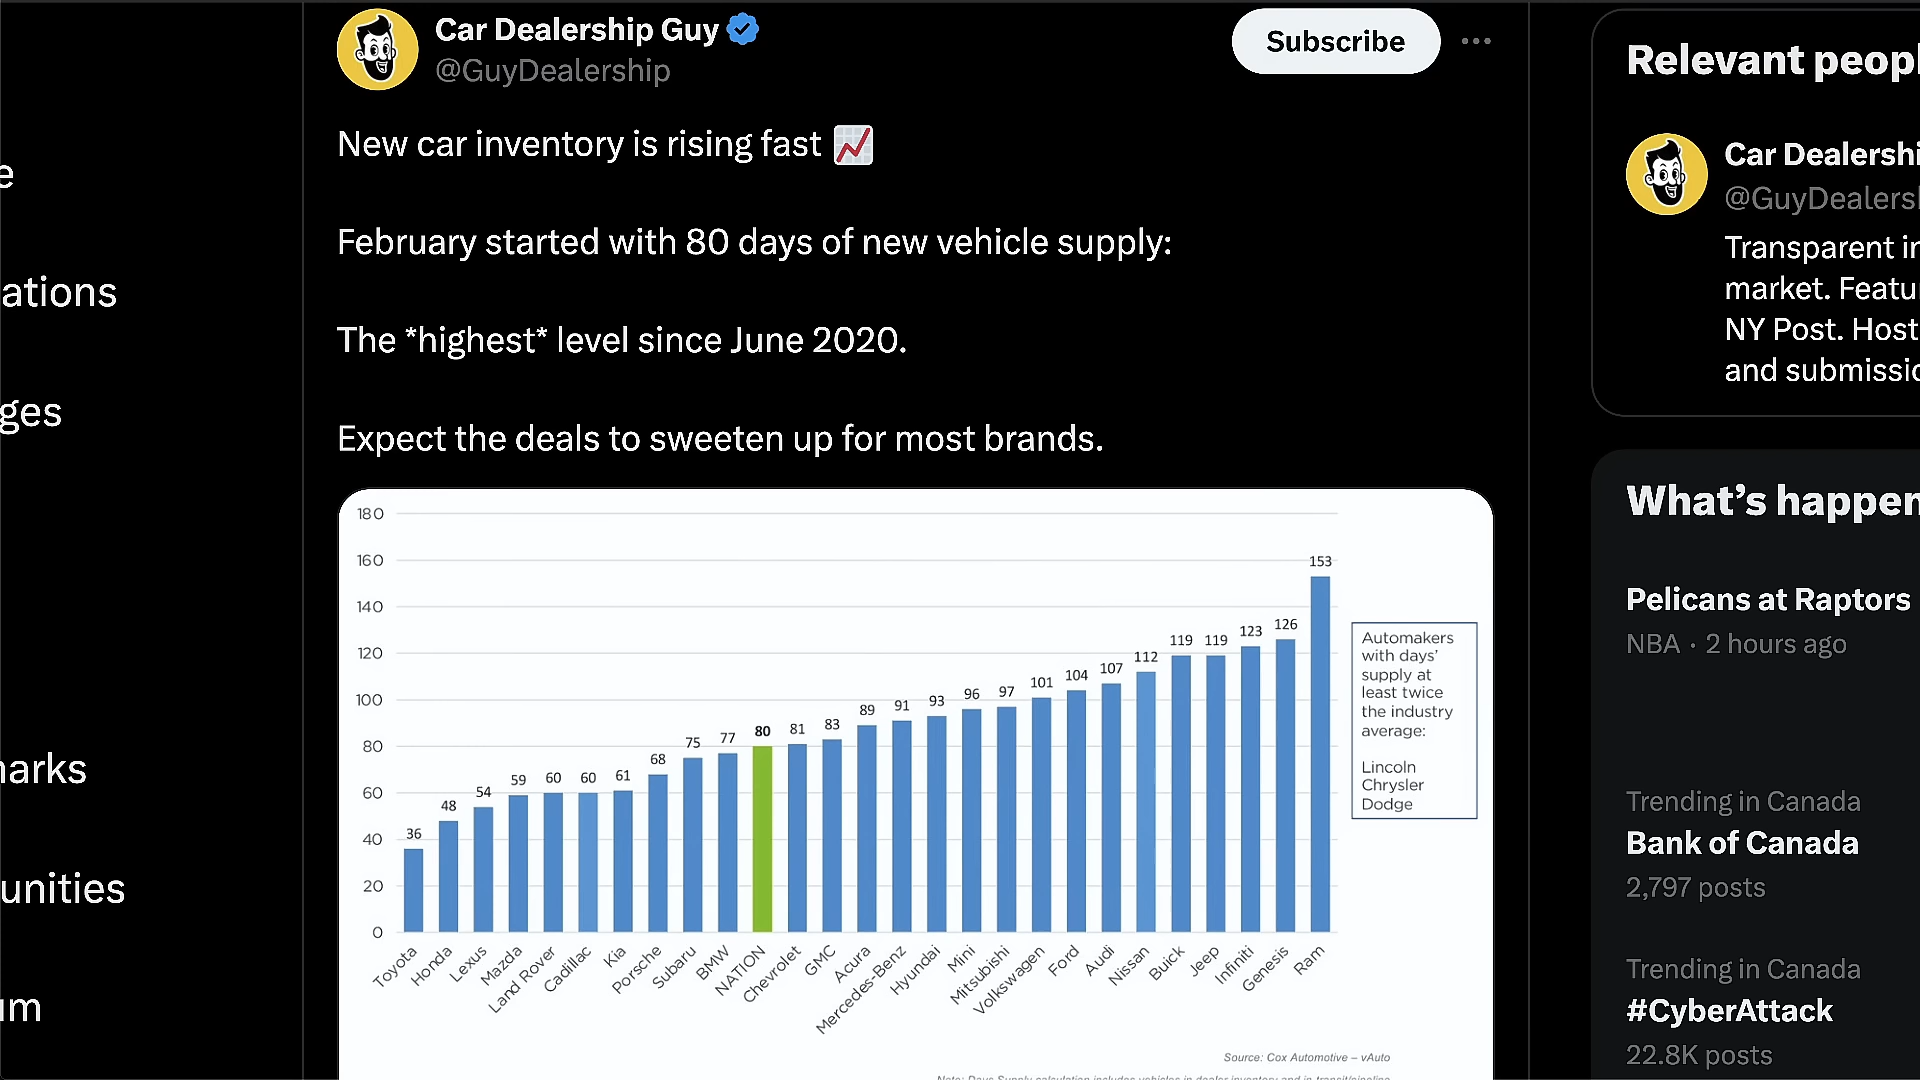 Car Dealership Guy
@GuyDealership
Subscribe
New car inventory is rising fast
February started with 80 days of new vehicle supply:
The *highest* level since June 2020.
Expect the deals to sweeten up for most brands.
180
160
140
120
100
80
60
40
20
0
36
48
54
59
60
60
61
68
75
77
80
81
83
89
91
93
96
97
101
104
107
112
119
119
123
126
153
Toyota
Honda
Lexus
Mazda
Land Rover
Cadillac
Kia
Porsche
Subaru
BMW
NATION
Chevrolet
GMC
Acura
Mercedes-Benz
Hyundai
Mini
Mitsubishi
Volkswagen
Ford
Audi
Nissan
Buick
Jeep
Infiniti
Genesis
Ram
Automakers
with days'
supply at
least twice
the industry
average:
Lincoln
Chrysler
Dodge
Source: Cox Automotive – vAuto
e
ations
ges
arks
unities
um
Relevant peopl
Car Dealershi
@GuyDealersh
Transparent in
market. Featu
NY Post. Host
and submissio
What's happen
Pelicans at Raptors
NBA · 2 hours ago
Trending in Canada
Bank of Canada
2,797 posts
Trending in Canada
#CyberAttack
22.8K posts